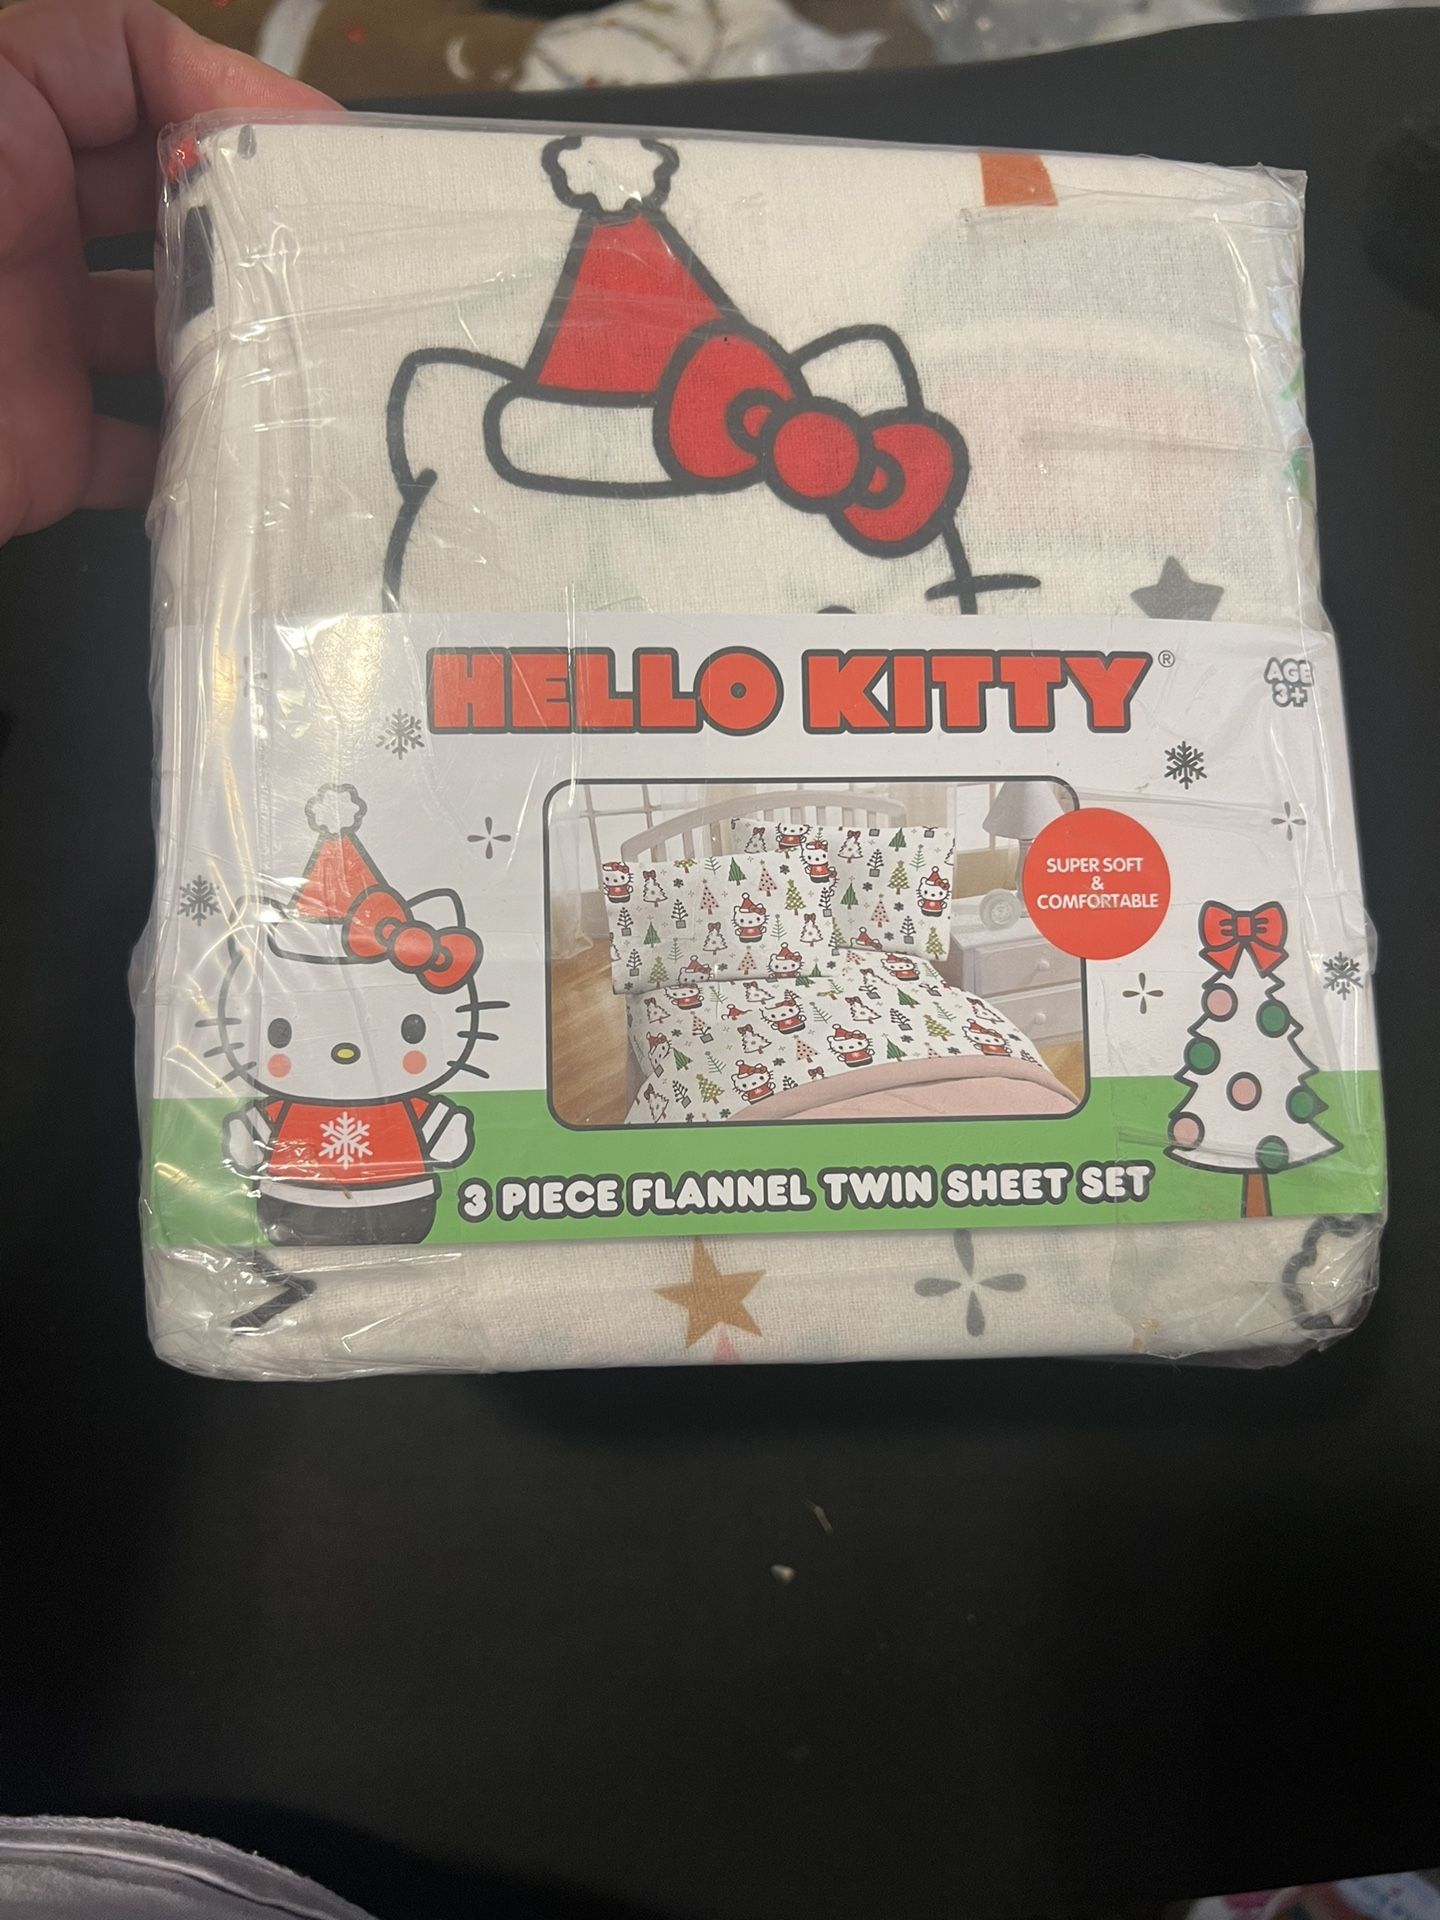 HELLO KITTY®
AGE
3+
SUPER SOFT
&
COMFORTABLE
3 PIECE FLANNEL TWIN SHEET SET